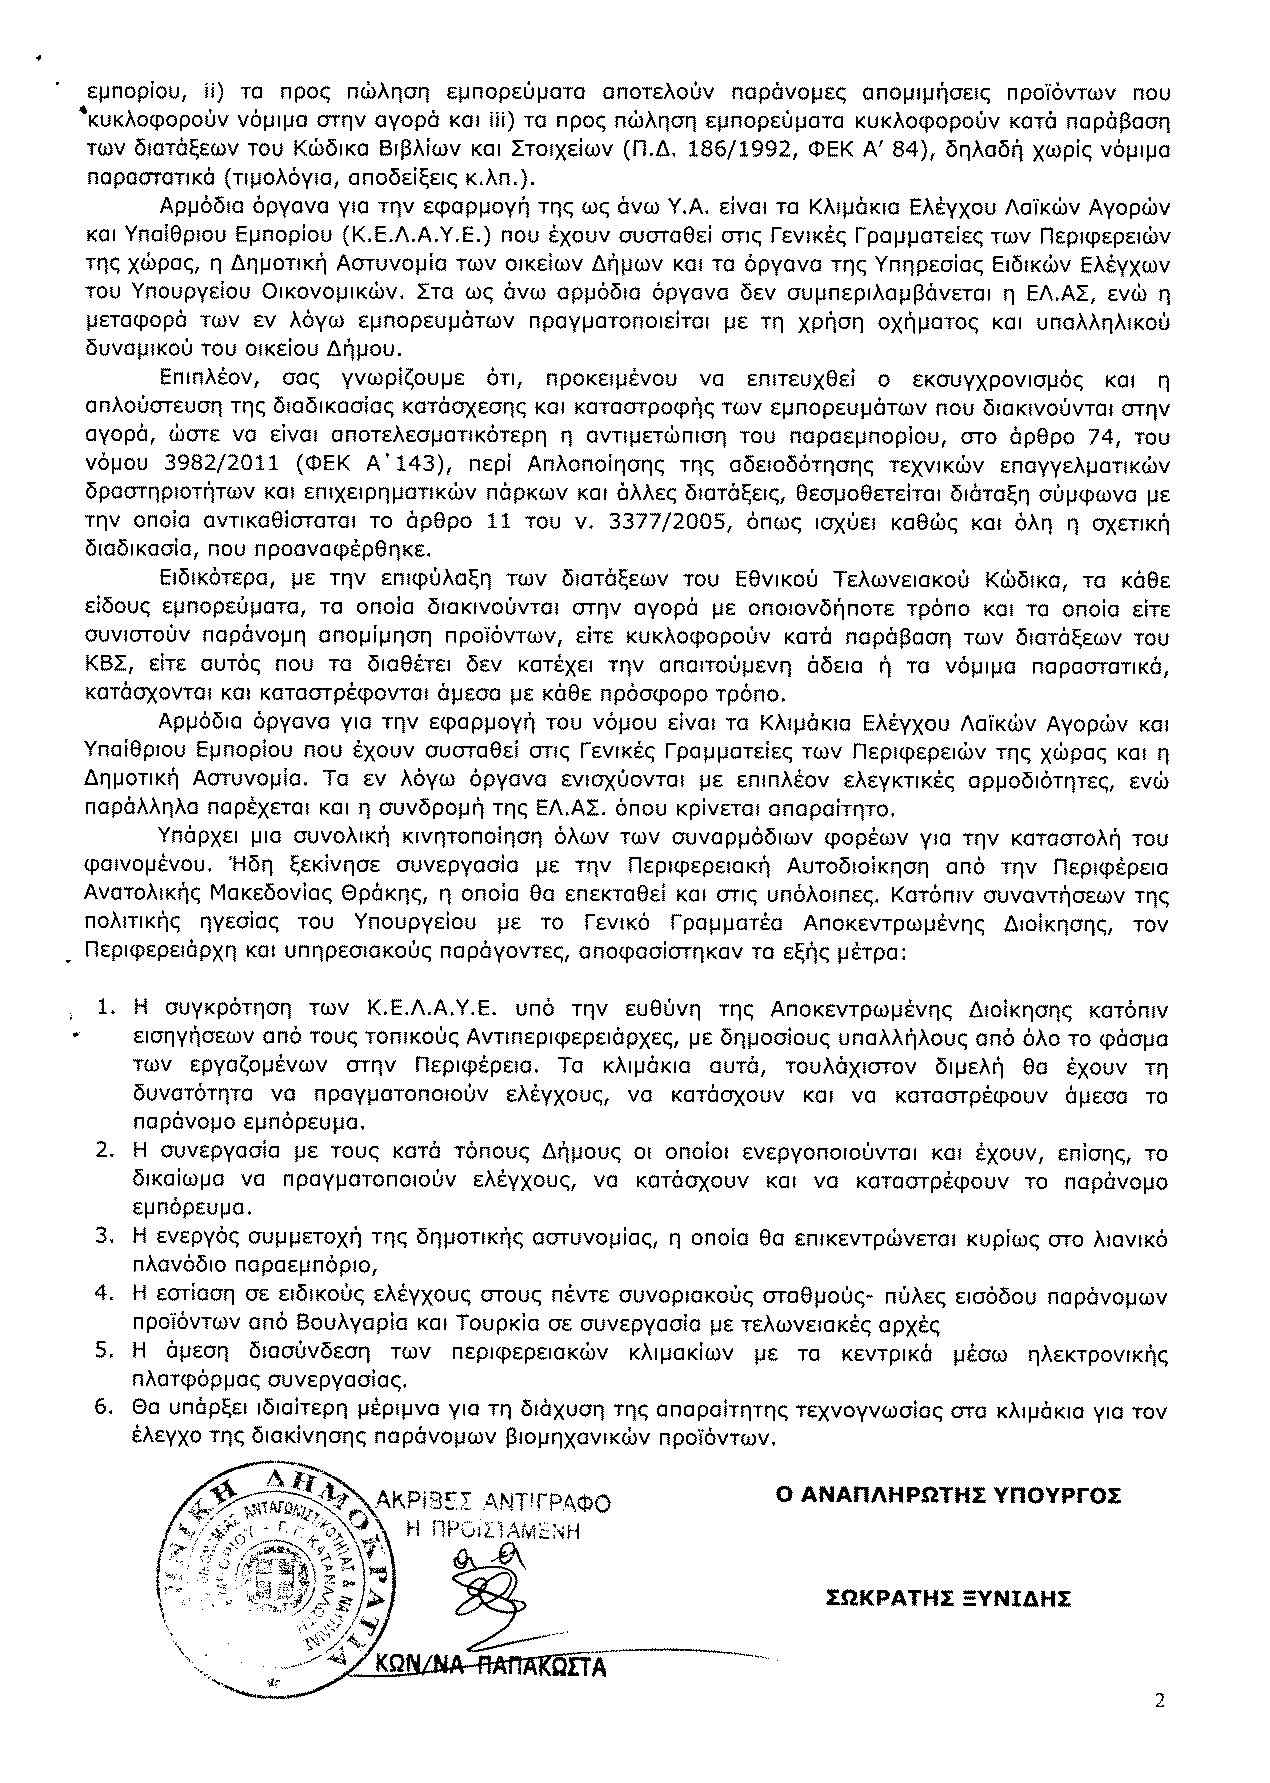 εμπορίου, ii) τα προς πώληση εμπορεύματα αποτελούν παράνομες απομιμήσεις προϊόντων που
κυκλοφορούν νόμιμα στην αγορά και iii) τα προς πώληση εμπορεύματα κυκλοφορούν κατά παράβαση
των διατάξεων του Κώδικα Βιβλίων και Στοιχείων (Π.Δ. 186/1992, ΦΕΚ Α’ 84), δηλαδή χωρίς νόμιμα
παραστατικά (τιμολόγια, αποδείξεις κ.λπ.).
Αρμόδια όργανα για την εφαρμογή της ως άνω Υ.Α. είναι τα Κλιμάκια Ελέγχου Λαϊκών Αγορών
και Υπαίθριου Εμπορίου (Κ.Ε.Λ.Α.Υ.Ε.) που έχουν συσταθεί στις Γενικές Γραμματείες των Περιφερειών
της χώρας, η Δημοτική Αστυνομία των οικείων Δήμων και τα όργανα της Υπηρεσίας Ειδικών Ελέγχων
του Υπουργείου Οικονομικών. Στα ως άνω αρμόδια όργανα δεν συμπεριλαμβάνεται η ΕΛ.ΑΣ, ενώ η
μεταφορά των εν λόγω εμπορευμάτων πραγματοποιείται με τη χρήση οχήματος και υπαλληλικού
δυναμικού του οικείου Δήμου.
Επιπλέον, σας γνωρίζουμε ότι, προκειμένου να επιτευχθεί ο εκσυγχρονισμός και η
απλούστευση της διαδικασίας κατάσχεσης και καταστροφής των εμπορευμάτων που διακινούνται στην
αγορά, ώστε να είναι αποτελεσματικότερη η αντιμετώπιση του παραεμπορίου, στο άρθρο 74, του
νόμου 3982/2011 (ΦΕΚ Α΄143), περί Απλοποίησης της αδειοδότησης τεχνικών επαγγελματικών
δραστηριοτήτων και επιχειρηματικών πάρκων και άλλες διατάξεις, θεσμοθετείται διάταξη σύμφωνα με
την οποία αντικαθίσταται το άρθρο 11 του ν. 3377/2005, όπως ισχύει καθώς και όλη η σχετική
διαδικασία, που προαναφέρθηκε.
Ειδικότερα, με την επιφύλαξη των διατάξεων του Εθνικού Τελωνειακού Κώδικα, τα κάθε
είδους εμπορεύματα, τα οποία διακινούνται στην αγορά με οποιονδήποτε τρόπο και τα οποία είτε
συνιστούν παράνομη απομίμηση προϊόντων, είτε κυκλοφορούν κατά παράβαση των διατάξεων του
ΚΒΣ, είτε αυτός που τα διαθέτει δεν κατέχει την απαιτούμενη άδεια ή τα νόμιμα παραστατικά,
κατάσχονται και καταστρέφονται άμεσα με κάθε πρόσφορο τρόπο.
Αρμόδια όργανα για την εφαρμογή του νόμου είναι τα Κλιμάκια Ελέγχου Λαϊκών Αγορών και
Υπαίθριου Εμπορίου που έχουν συσταθεί στις Γενικές Γραμματείες των Περιφερειών της χώρας και η
Δημοτική Αστυνομία. Τα εν λόγω όργανα ενισχύονται με επιπλέον ελεγκτικές αρμοδιότητες, ενώ
παράλληλα παρέχεται και η συνδρομή της ΕΛ.ΑΣ. όπου κρίνεται απαραίτητο.
Υπάρχει μια συνολική κινητοποίηση όλων των συναρμόδιων φορέων για την καταστολή του
φαινομένου. Ήδη ξεκίνησε συνεργασία με την Περιφερειακή Αυτοδιοίκηση από την Περιφέρεια
Ανατολικής Μακεδονίας Θράκης, η οποία θα επεκταθεί και στις υπόλοιπες. Κατόπιν συναντήσεων της
πολιτικής ηγεσίας του Υπουργείου με το Γενικό Γραμματέα Αποκεντρωμένης Διοίκησης, τον
Περιφερειάρχη και υπηρεσιακούς παράγοντες, αποφασίστηκαν τα εξής μέτρα:
1. Η συγκρότηση των Κ.Ε.Λ.Α.Υ.Ε. υπό την ευθύνη της Αποκεντρωμένης Διοίκησης κατόπιν
εισηγήσεων από τους τοπικούς Αντιπεριφερειάρχες, με δημοσίους υπαλλήλους από όλο το φάσμα
των εργαζομένων στην Περιφέρεια. Τα κλιμάκια αυτά, τουλάχιστον διμελή θα έχουν τη
δυνατότητα να πραγματοποιούν ελέγχους, να κατάσχουν και να καταστρέφουν άμεσα το
παράνομο εμπόρευμα.
2. Η συνεργασία με τους κατά τόπους Δήμους οι οποίοι ενεργοποιούνται και έχουν, επίσης, το
δικαίωμα να πραγματοποιούν ελέγχους, να κατάσχουν και να καταστρέφουν το παράνομο
εμπόρευμα.
3. Η ενεργός συμμετοχή της δημοτικής αστυνομίας, η οποία θα επικεντρώνεται κυρίως στο λιανικό
πλανόδιο παραεμπόριο,
4. Η εστίαση σε ειδικούς ελέγχους στους πέντε συνοριακούς σταθμούς- πύλες εισόδου παράνομων
προϊόντων από Βουλγαρία και Τουρκία σε συνεργασία με τελωνειακές αρχές
5. Η άμεση διασύνδεση των περιφερειακών κλιμακίων με τα κεντρικά μέσω ηλεκτρονικής
πλατφόρμας συνεργασίας.
6. Θα υπάρξει ιδιαίτερη μέριμνα για τη διάχυση της απαραίτητης τεχνογνωσίας στα κλιμάκια για τον
έλεγχο της διακίνησης παράνομων βιομηχανικών προϊόντων.
ΑΚΡΙΒΕΣ ΑΝΤΙΓΡΑΦΟ
Η ΠΡΟΪΣΤΑΜΕΝΗ
ΚΩΝ/ΝΑ ΠΑΠΑΚΩΣΤΑ
Ο ΑΝΑΠΛΗΡΩΤΗΣ ΥΠΟΥΡΓΟΣ
ΣΩΚΡΑΤΗΣ ΞΥΝΙΔΗΣ
ΔΗΜΟΚΡΑΤΙΑ
2